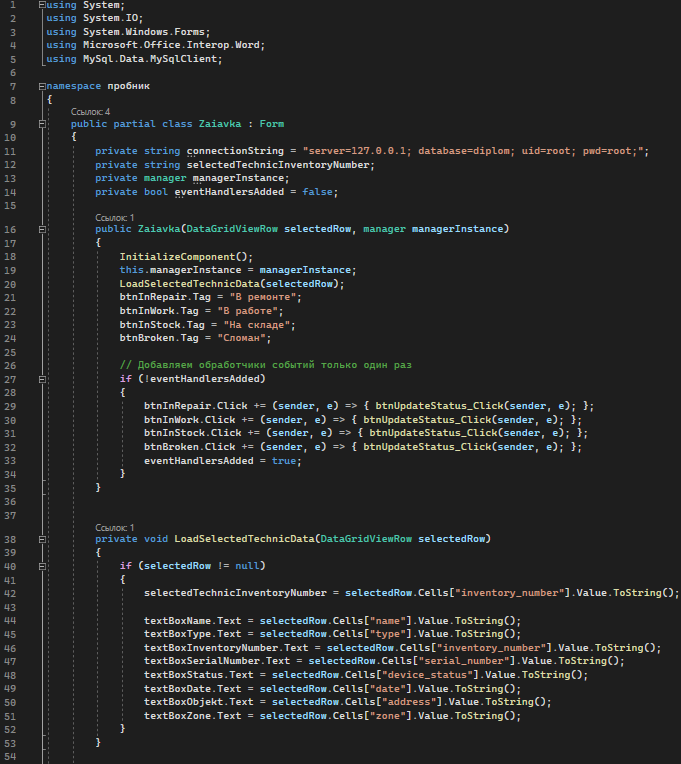 1 using System;
2 using System.IO;
3 using System.Windows.Forms;
4 using Microsoft.Office.Interop.Word;
5 using MySql.Data.MySqlClient;
6
7 namespace пробник
8 {
Ссылок: 4
9 public partial class Zaiavka : Form
10 {
11 private string connectionString = "server=127.0.0.1; database=diplom; uid=root; pwd=root;";
12 private string selectedTechnicInventoryNumber;
13 private manager managerInstance;
14 private bool eventHandlersAdded = false;
15
Ссылок: 1
16 public Zaiavka(DataGridViewRow selectedRow, manager managerInstance)
17 {
18 InitializeComponent();
19 this.managerInstance = managerInstance;
20 LoadSelectedTechnicData(selectedRow);
21 btnInRepair.Tag = "В ремонте";
22 btnInWork.Tag = "В работе";
23 btnInStock.Tag = "На складе";
24 btnBroken.Tag = "Сломан";
25
26 // Добавляем обработчики событий только один раз
27 if (!eventHandlersAdded)
28 {
29 btnInRepair.Click += (sender, e) => { btnUpdateStatus_Click(sender, e); };
30 btnInWork.Click += (sender, e) => { btnUpdateStatus_Click(sender, e); };
31 btnInStock.Click += (sender, e) => { btnUpdateStatus_Click(sender, e); };
32 btnBroken.Click += (sender, e) => { btnUpdateStatus_Click(sender, e); };
33 eventHandlersAdded = true;
34 }
35 }
36
37
Ссылок: 1
38 private void LoadSelectedTechnicData(DataGridViewRow selectedRow)
39 {
40 if (selectedRow != null)
41 {
42 selectedTechnicInventoryNumber = selectedRow.Cells["inventory_number"].Value.ToString();
43
44 textBoxName.Text = selectedRow.Cells["name"].Value.ToString();
45 textBoxType.Text = selectedRow.Cells["type"].Value.ToString();
46 textBoxInventoryNumber.Text = selectedRow.Cells["inventory_number"].Value.ToString();
47 textBoxSerialNumber.Text = selectedRow.Cells["serial_number"].Value.ToString();
48 textBoxStatus.Text = selectedRow.Cells["device_status"].Value.ToString();
49 textBoxDate.Text = selectedRow.Cells["date"].Value.ToString();
50 textBoxObjekt.Text = selectedRow.Cells["address"].Value.ToString();
51 textBoxZone.Text = selectedRow.Cells["zone"].Value.ToString();
52 }
53 }
54